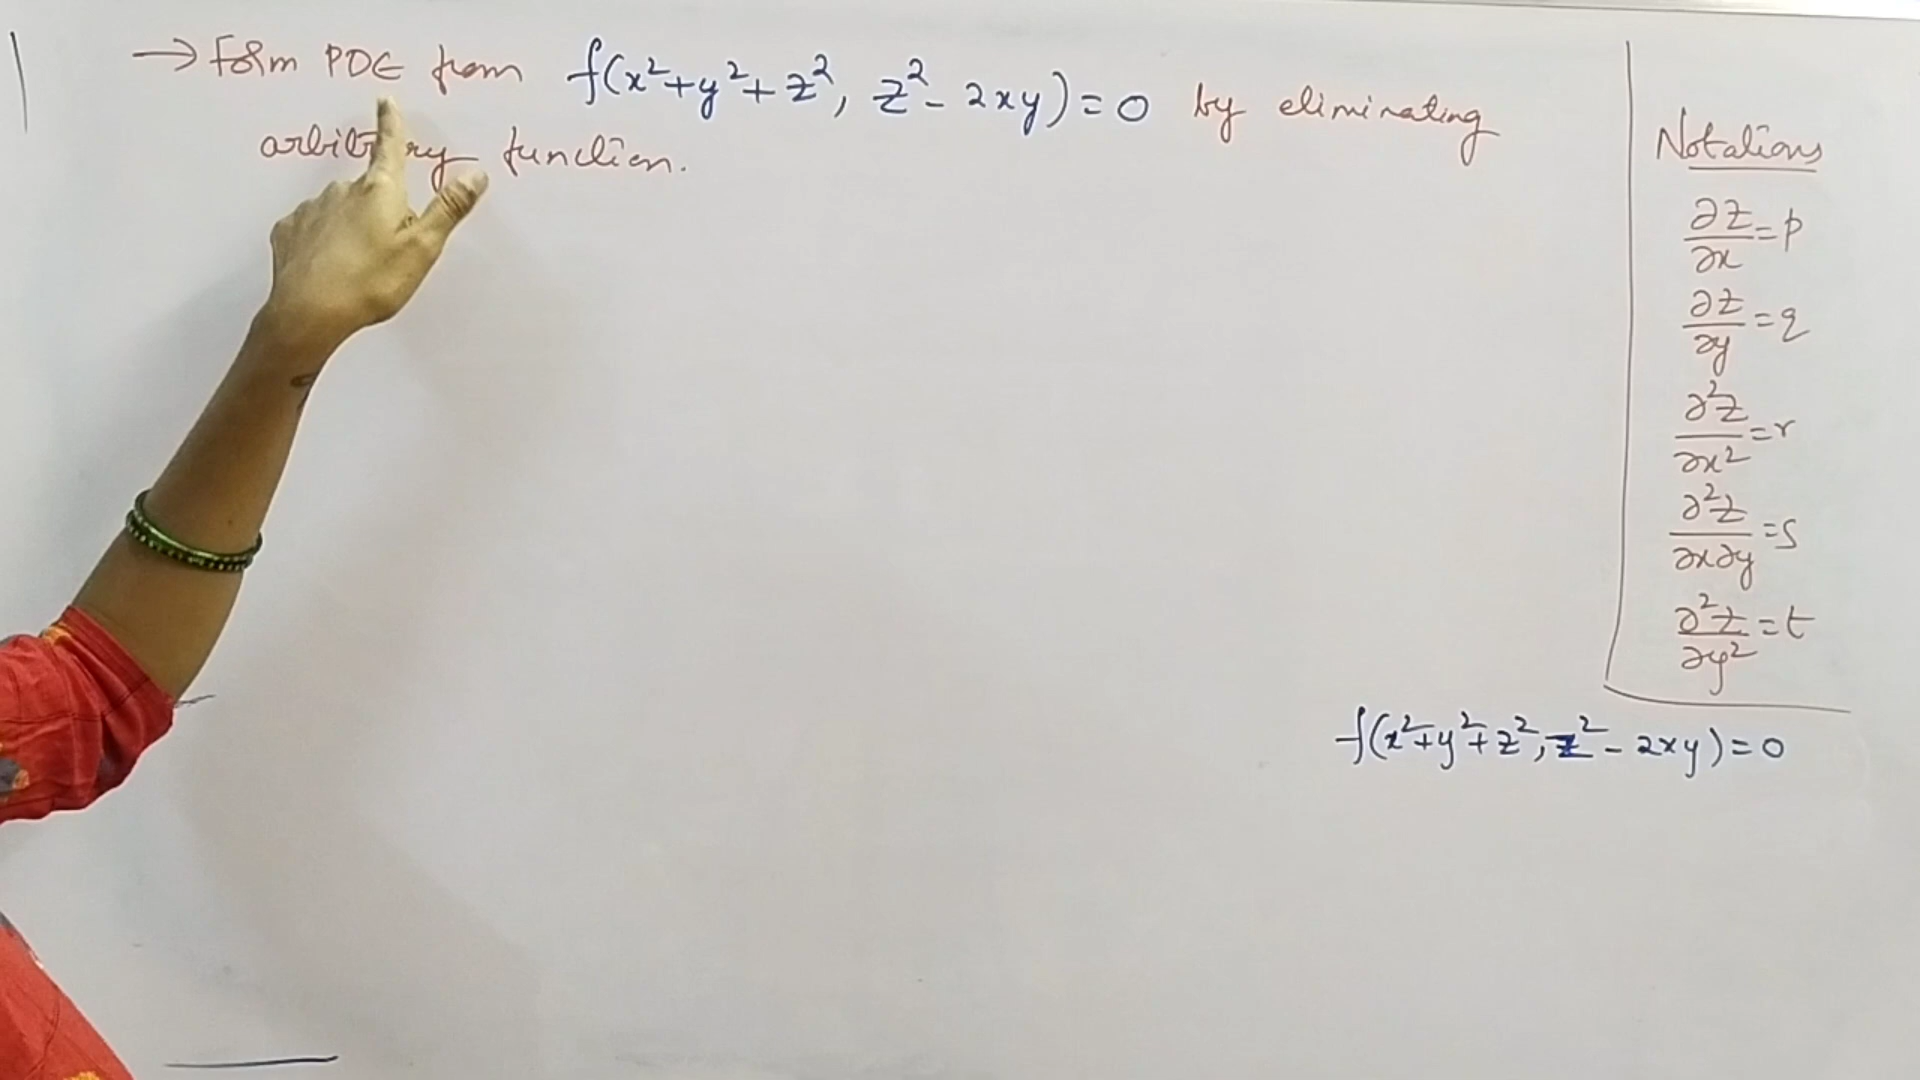 → Form PDE from f(x²+y²+z², z²-2xy)=0 by eliminating
arbitrary function.
Notations
∂z/∂x=p
∂z/∂y=q
∂²z/∂x²=r
∂²z/∂x∂y=s
∂²z/∂y²=t
f(x²+y²+z², z²-2xy)=0